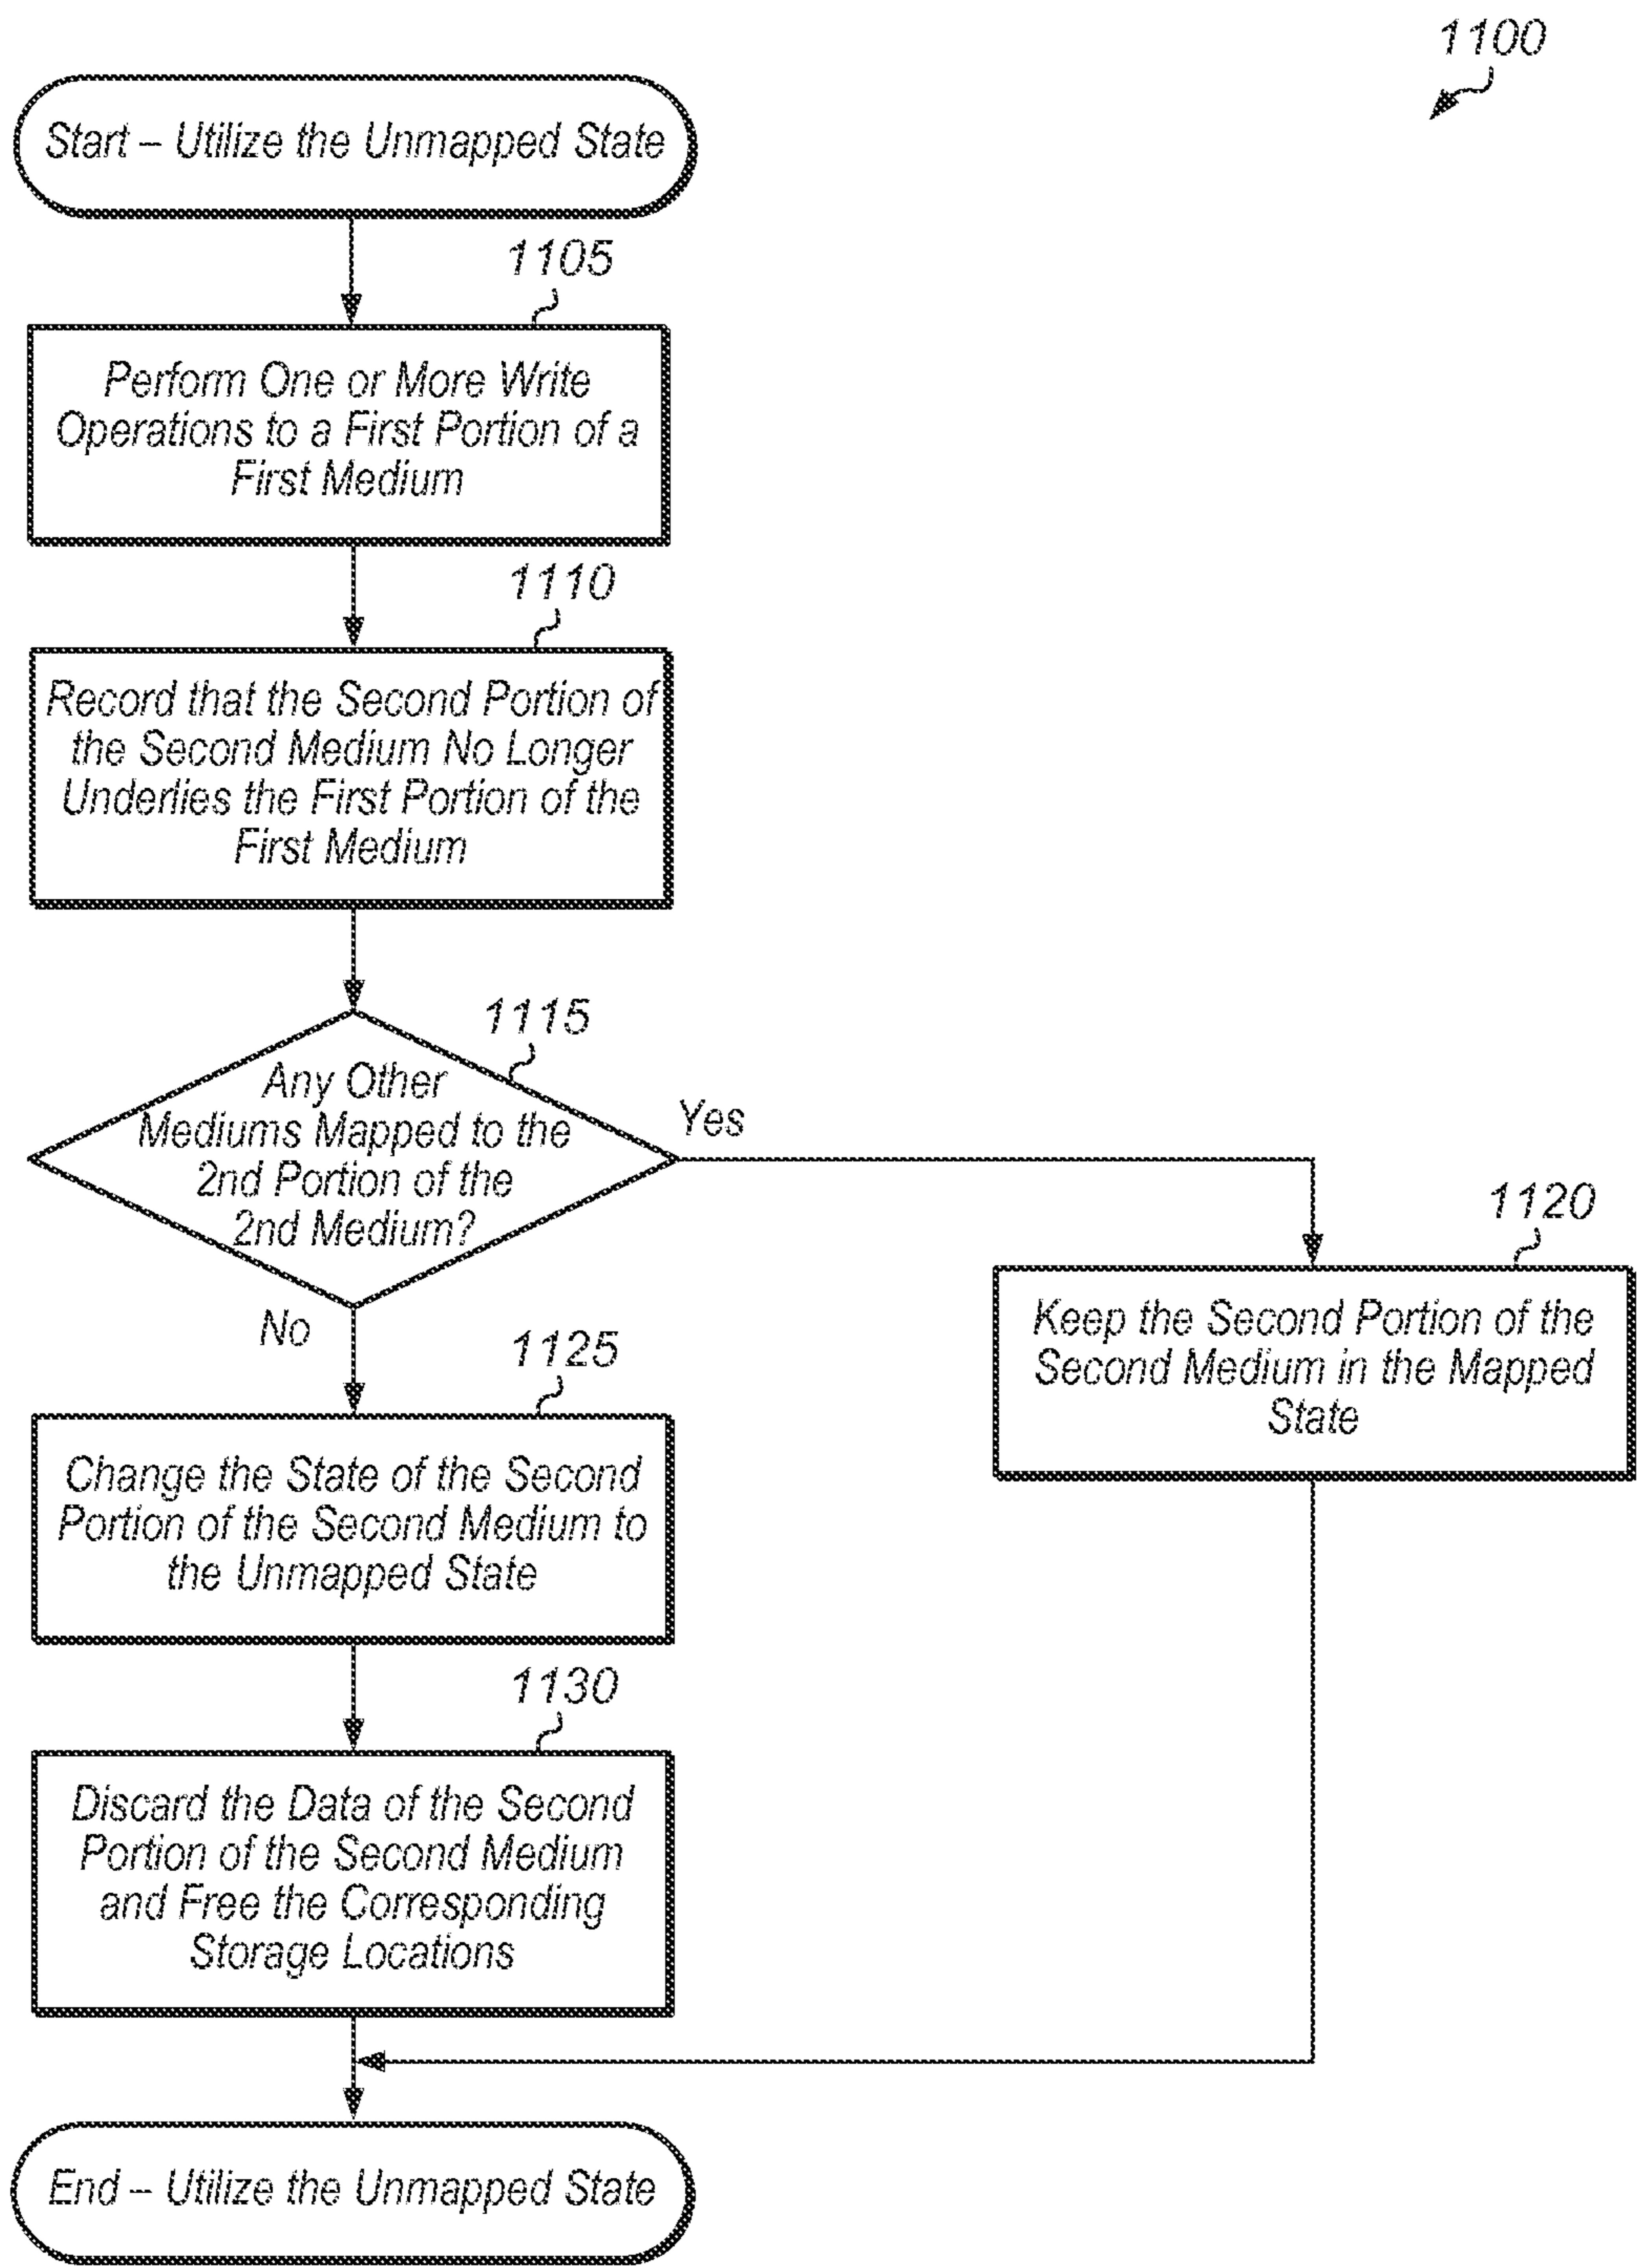 1100
Start – Utilize the Unmapped State
1105
Perform One or More Write
Operations to a First Portion of a
First Medium
1110
Record that the Second Portion of
the Second Medium No Longer
Underlies the First Portion of the
First Medium
1115
Any Other
Mediums Mapped to the
2nd Portion of the
2nd Medium?
Yes
No
1120
Keep the Second Portion of the
Second Medium in the Mapped
State
1125
Change the State of the Second
Portion of the Second Medium to
the Unmapped State
1130
Discard the Data of the Second
Portion of the Second Medium
and Free the Corresponding
Storage Locations
End – Utilize the Unmapped State